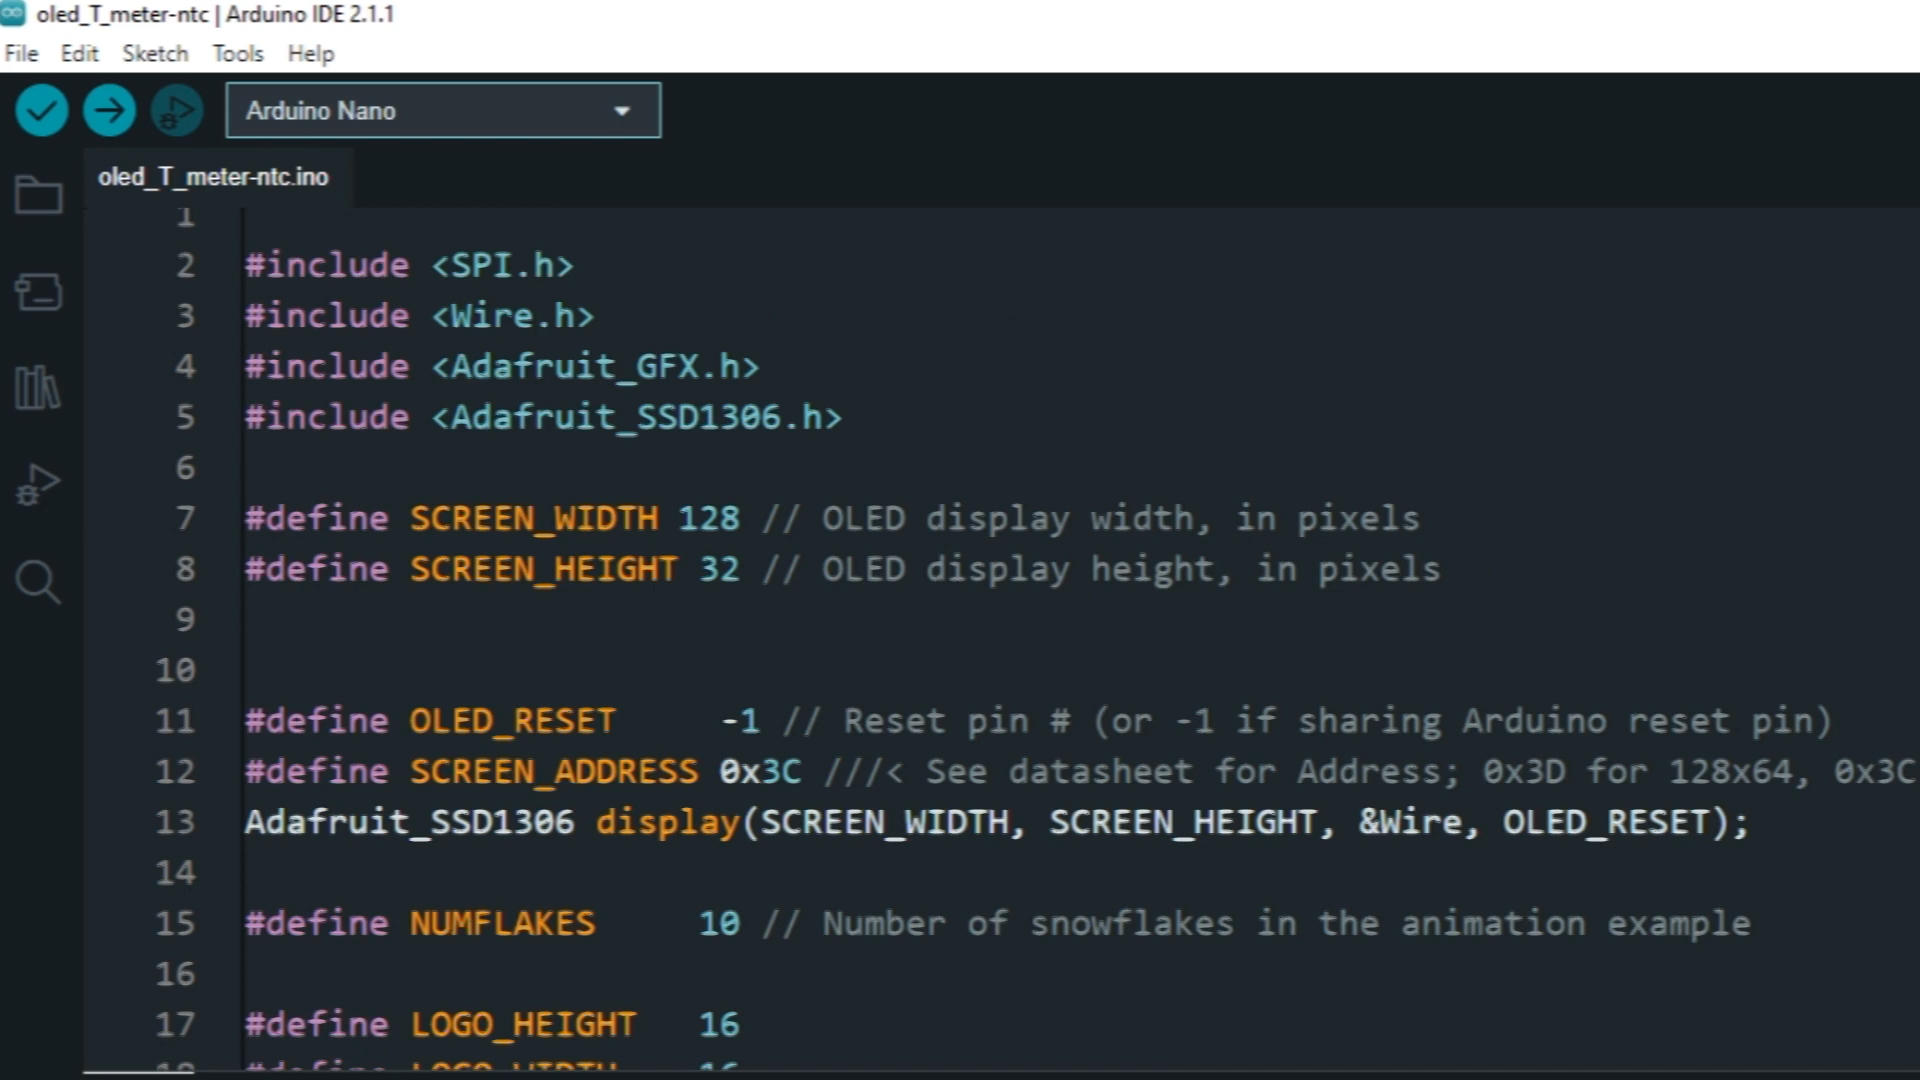 oled_T_meter-ntc | Arduino IDE 2.1.1
File Edit Sketch Tools Help
Arduino Nano
oled_T_meter-ntc.ino
1
2 #include <SPI.h>
3 #include <Wire.h>
4 #include <Adafruit_GFX.h>
5 #include <Adafruit_SSD1306.h>
6
7 #define SCREEN_WIDTH 128 // OLED display width, in pixels
8 #define SCREEN_HEIGHT 32 // OLED display height, in pixels
9
10
11 #define OLED_RESET     -1 // Reset pin # (or -1 if sharing Arduino reset pin)
12 #define SCREEN_ADDRESS 0x3C ///< See datasheet for Address; 0x3D for 128x64, 0x3C
13 Adafruit_SSD1306 display(SCREEN_WIDTH, SCREEN_HEIGHT, &Wire, OLED_RESET);
14
15 #define NUMFLAKES     10 // Number of snowflakes in the animation example
16
17 #define LOGO_HEIGHT   16
18 #define LOGO_WIDTH    16